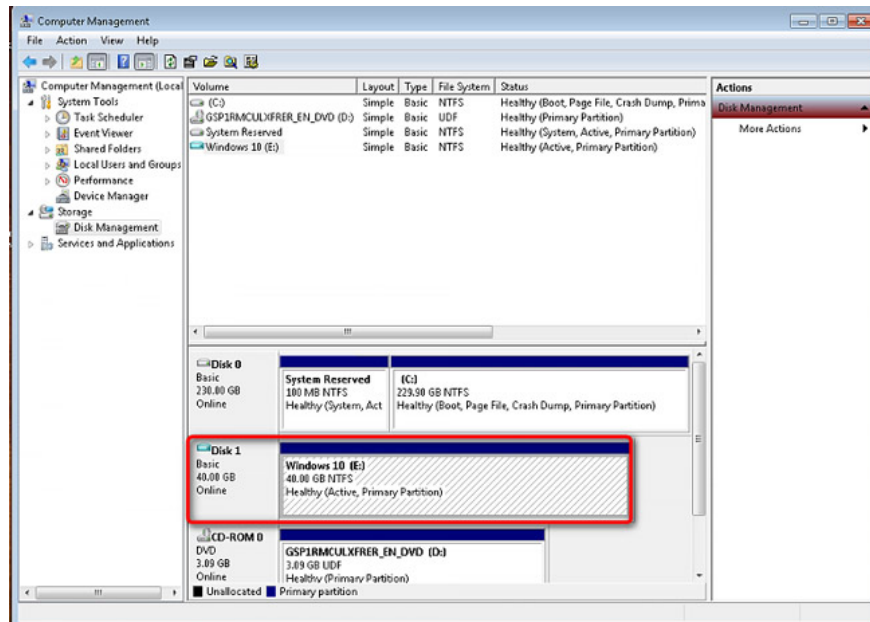 Computer Management
File Action View Help
Computer Management (Local
System Tools
Task Scheduler
Event Viewer
Shared Folders
Local Users and Groups
Performance
Device Manager
Storage
Disk Management
Services and Applications
Volume Layout Type File System Status
(C:) Simple Basic NTFS Healthy (Boot, Page File, Crash Dump, Prima
GSP1RMCULXFRER_EN_DVD (D:) Simple Basic UDF Healthy (Primary Partition)
System Reserved Simple Basic NTFS Healthy (System, Active, Primary Partition)
Windows 10 (E:) Simple Basic NTFS Healthy (Active, Primary Partition)
Actions
Disk Management
More Actions
Disk 0
Basic
230.00 GB
Online
System Reserved
100 MB NTFS
Healthy (System, Act
(C:)
229.90 GB NTFS
Healthy (Boot, Page File, Crash Dump, Primary Partition)
Disk 1
Basic
40.00 GB
Online
Windows 10 (E:)
40.00 GB NTFS
Healthy (Active, Primary Partition)
CD-ROM 0
DVD
3.09 GB
Online
GSP1RMCULXFRER_EN_DVD (D:)
3.09 GB UDF
Healthy (Primary Partition)
Unallocated Primary partition